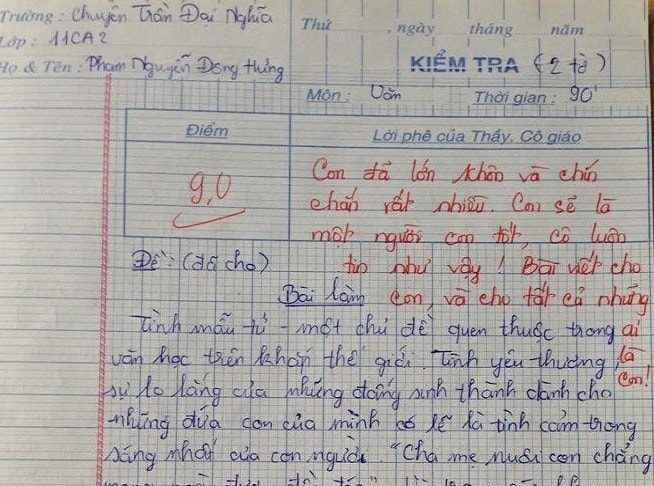 Trường : Chuyên Trần Đại Nghĩa
Lớp : 11CA2
Họ & Tên : Phạm Nguyễn Đông Hưng
Thứ , ngày tháng năm
KIỂM TRA (2 tờ)
Môn : Văn Thời gian : 90'
Điểm
Lời phê của Thầy, Cô giáo
9,0
Con đã lớn khôn và chín
chắn rất nhiều. Con sẽ là
một người con tốt, cô luôn
tin như vậy ! Bài viết cho
con, và cho tất cả những
ai
là
con!
Đề : (đã cho)
Bài làm
Tình mẫu tử - một chủ đề quen thuộc trong
văn học trên khắp thế giới. Tình yêu thương,
sự lo lắng của những đấng sinh thành dành cho
những đứa con của mình có lẽ là tình cảm trong
sáng nhất của con người. "Cha mẹ nuôi con chẳng